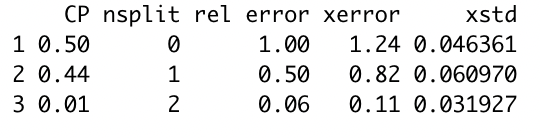 CP nsplit rel error xerror xstd
1 0.50 0 1.00 1.24 0.046361
2 0.44 1 0.50 0.82 0.060970
3 0.01 2 0.06 0.11 0.031927